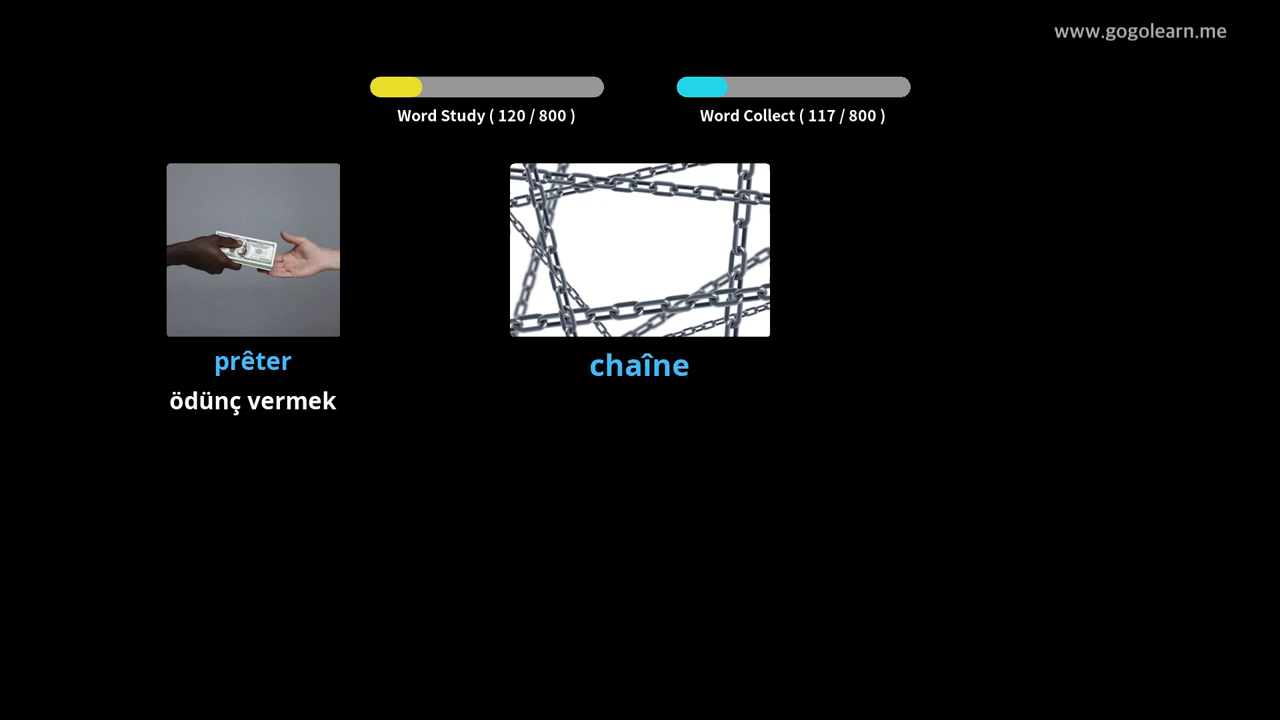 www.gogolearn.me
Word Study ( 120 / 800 )
Word Collect ( 117 / 800 )
prêter
ödünç vermek
chaîne